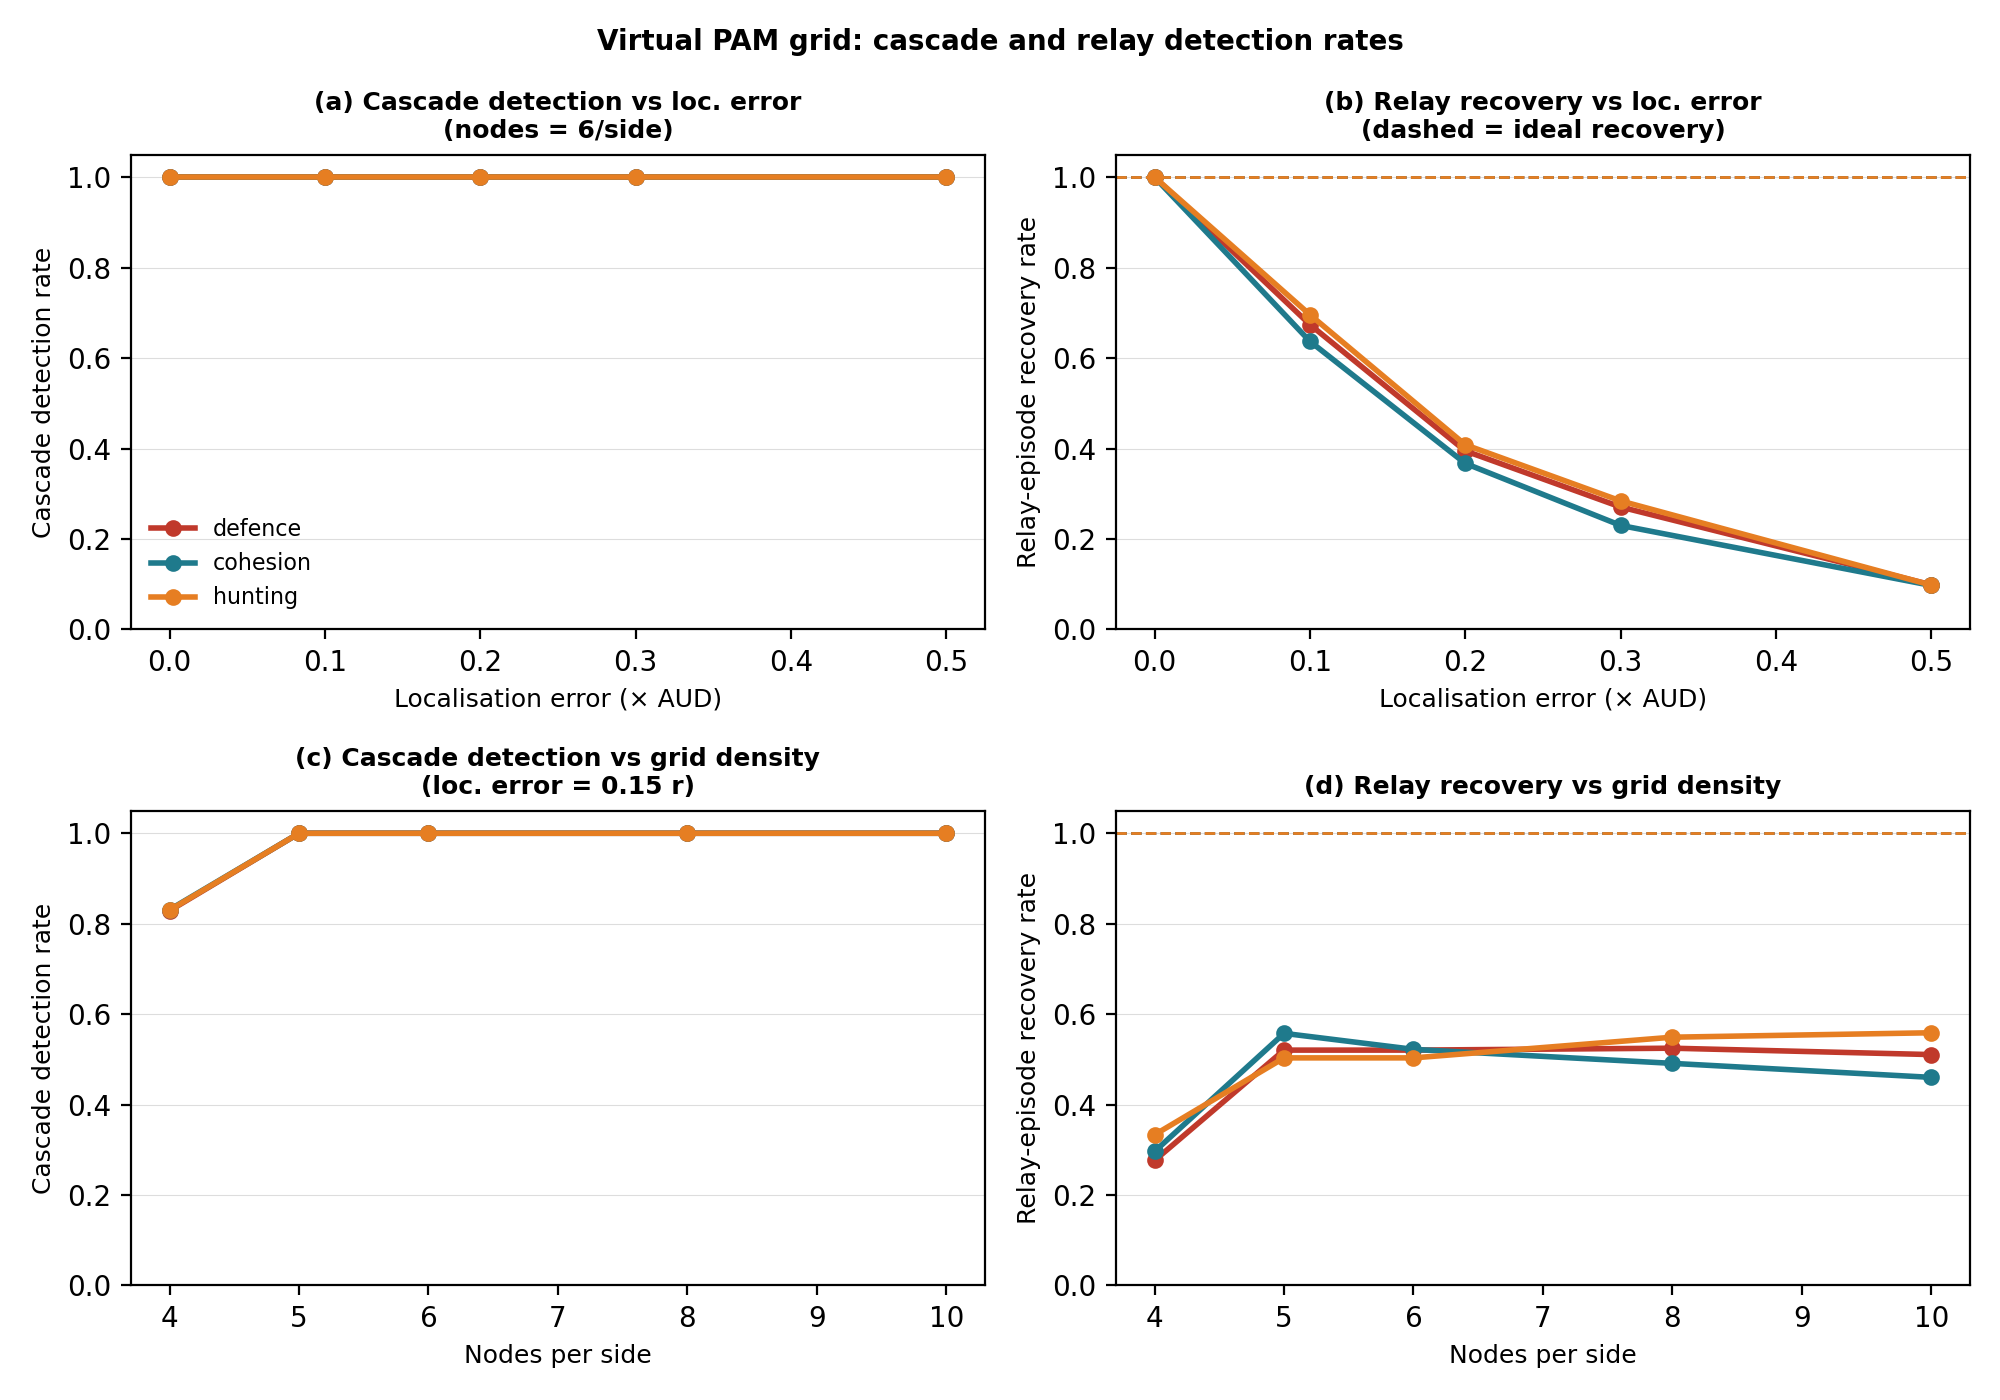 Virtual PAM grid: cascade and relay detection rates
(a) Cascade detection vs loc. error
(nodes = 6/side)
Cascade detection rate
1.0
0.8
0.6
0.4
0.2
0.0
defence
cohesion
hunting
0.0 0.1 0.2 0.3 0.4 0.5
Localisation error (× AUD)
(b) Relay recovery vs loc. error
(dashed = ideal recovery)
Relay-episode recovery rate
1.0
0.8
0.6
0.4
0.2
0.0
0.0 0.1 0.2 0.3 0.4 0.5
Localisation error (× AUD)
(c) Cascade detection vs grid density
(loc. error = 0.15 r)
Cascade detection rate
1.0
0.8
0.6
0.4
0.2
0.0
4 5 6 7 8 9 10
Nodes per side
(d) Relay recovery vs grid density
Relay-episode recovery rate
1.0
0.8
0.6
0.4
0.2
0.0
4 5 6 7 8 9 10
Nodes per side